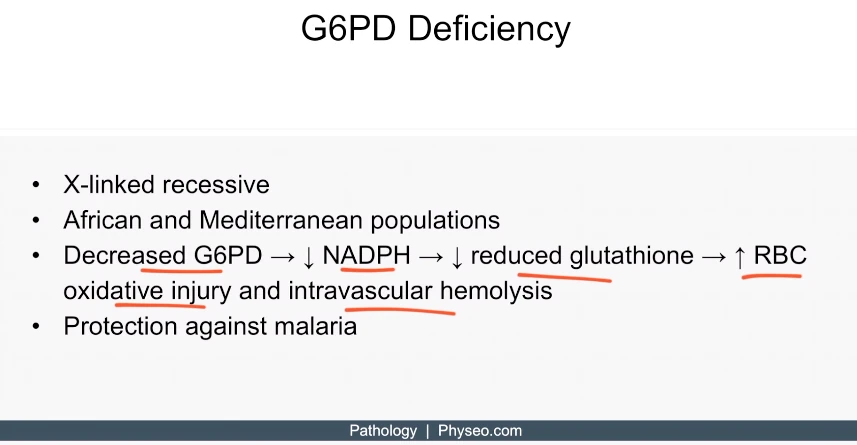 G6PD Deficiency
• X-linked recessive
• African and Mediterranean populations
• Decreased G6PD → ↓ NADPH → ↓ reduced glutathione → ↑ RBC
oxidative injury and intravascular hemolysis
• Protection against malaria
Pathology | Physeo.com